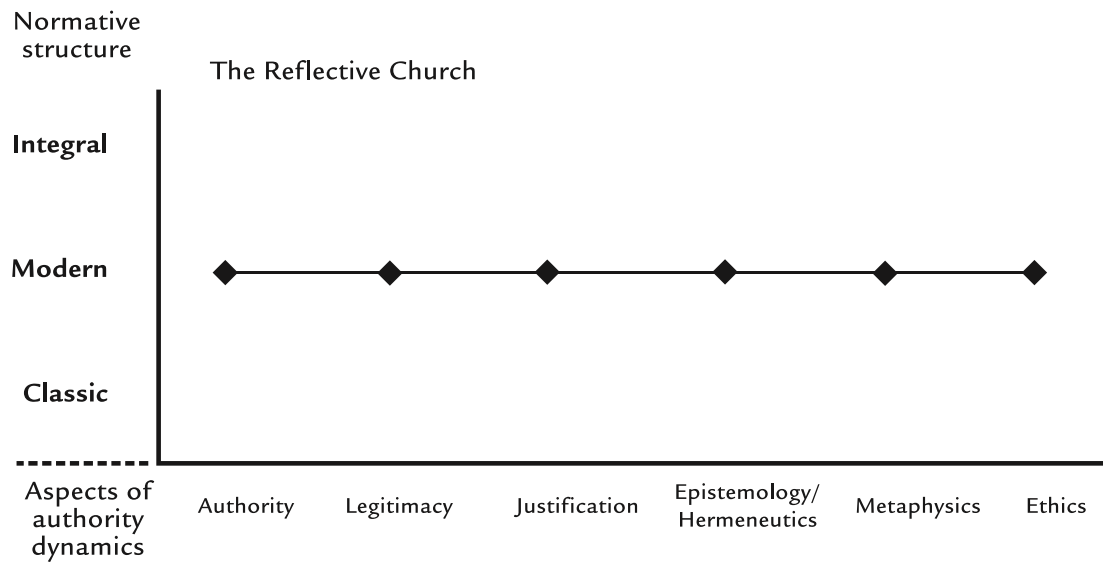 Normative
structure
The Reflective Church
Integral
Modern
Classic
Aspects of
authority
dynamics
Authority
Legitimacy
Justification
Epistemology/
Hermeneutics
Metaphysics
Ethics